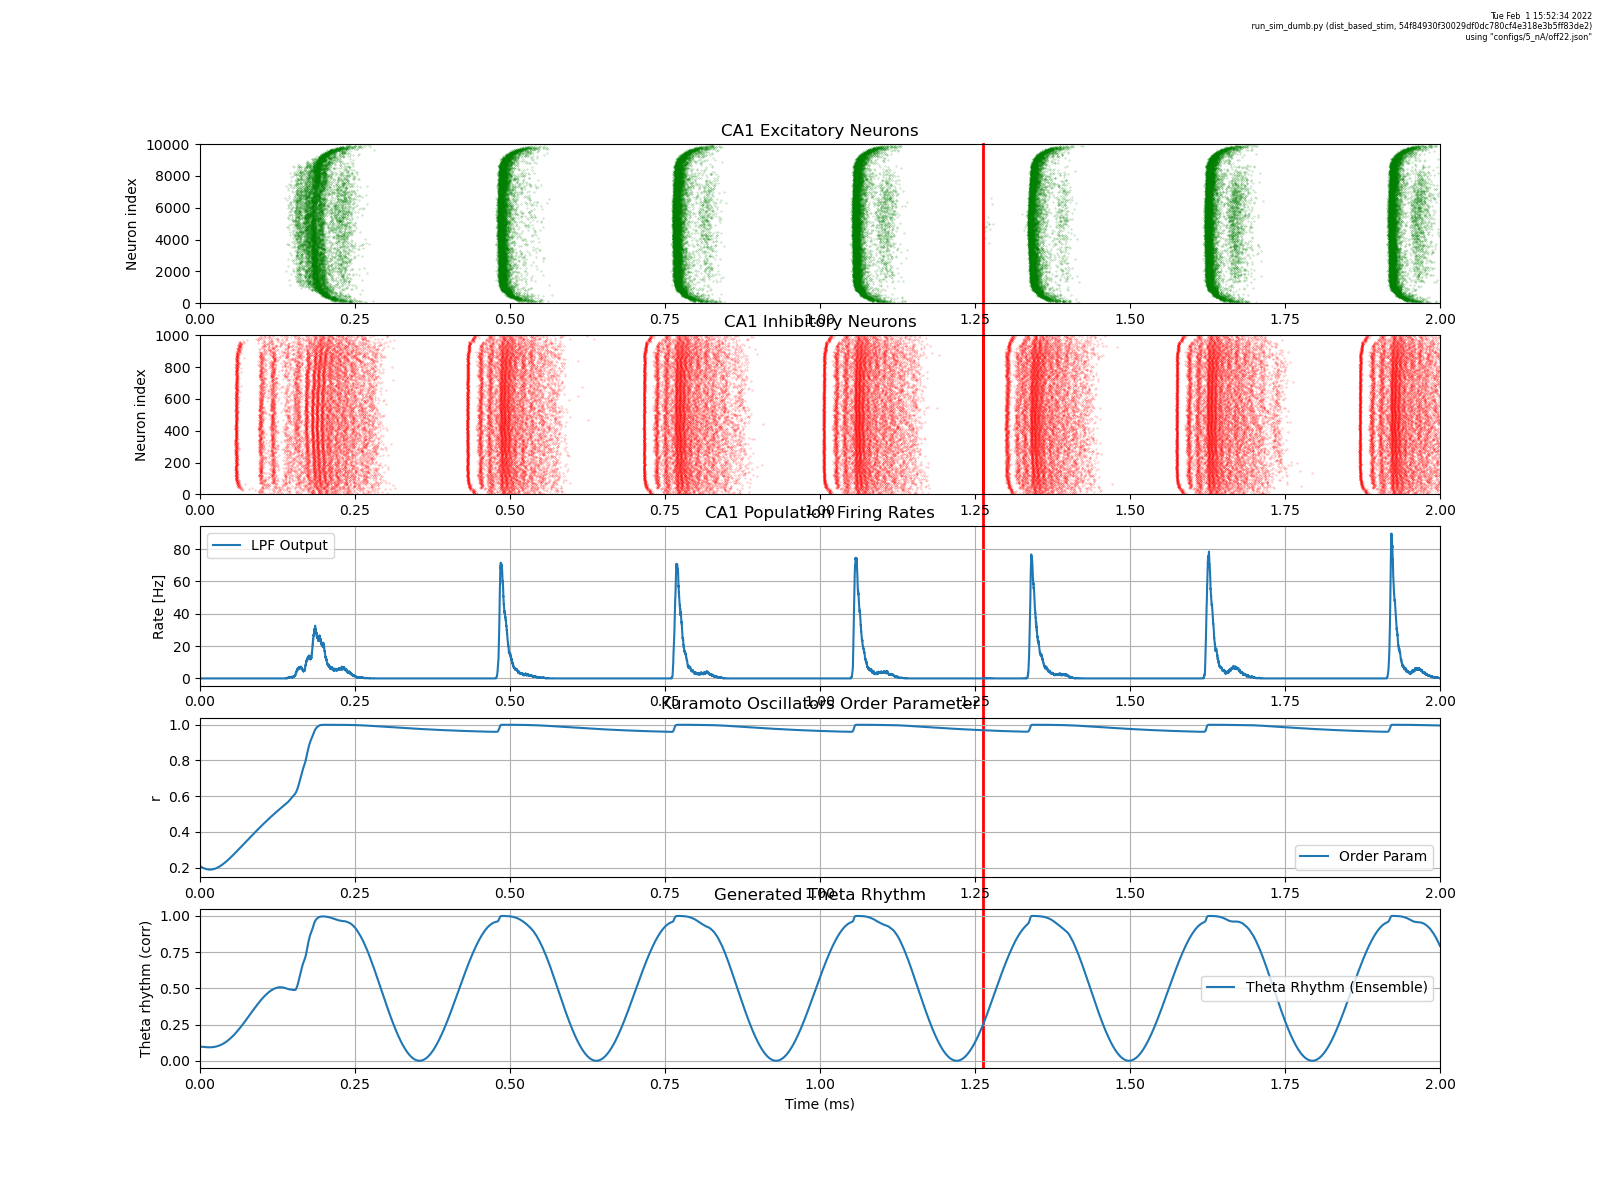 Tue Feb  1 15:52:34 2022
run_sim_dumb.py (dist_based_stim, 54f84930f30029df0dc780cf4e318e3b5ff83de2)
using "configs/5_nA/off22.json"
CA1 Excitatory Neurons
Neuron index
10000
8000
6000
4000
2000
0
0.00 0.25 0.50 0.75 1.00 1.25 1.50 1.75 2.00
CA1 Inhibitory Neurons
Neuron index
1000
800
600
400
200
0
0.00 0.25 0.50 0.75 1.00 1.25 1.50 1.75 2.00
CA1 Population Firing Rates
LPF Output
Rate [Hz]
80
60
40
20
0
0.00 0.25 0.50 0.75 1.00 1.25 1.50 1.75 2.00
Kuramoto Oscillators Order Parameter
r
1.0
0.8
0.6
0.4
0.2
Order Param
0.00 0.25 0.50 0.75 1.00 1.25 1.50 1.75 2.00
Generated Theta Rhythm
Theta rhythm (corr)
1.00
0.75
0.50
0.25
0.00
Theta Rhythm (Ensemble)
0.00 0.25 0.50 0.75 1.00 1.25 1.50 1.75 2.00
Time (ms)